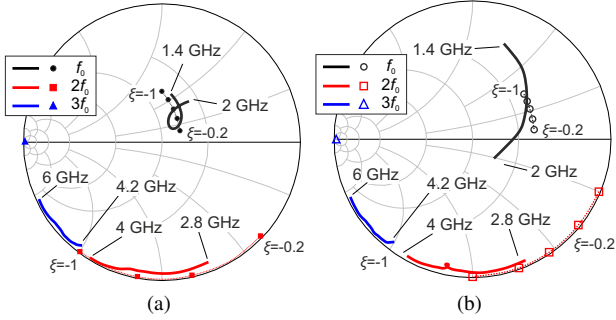 f₀
2f₀
3f₀
1.4 GHz
ξ=-1
2 GHz
ξ=-0.2
6 GHz
4.2 GHz
4 GHz
2.8 GHz
ξ=-1
ξ=-0.2
(a)
f₀
2f₀
3f₀
1.4 GHz
ξ=-1
ξ=-0.2
2 GHz
6 GHz
4.2 GHz
4 GHz
2.8 GHz
ξ=-1
ξ=-0.2
(b)